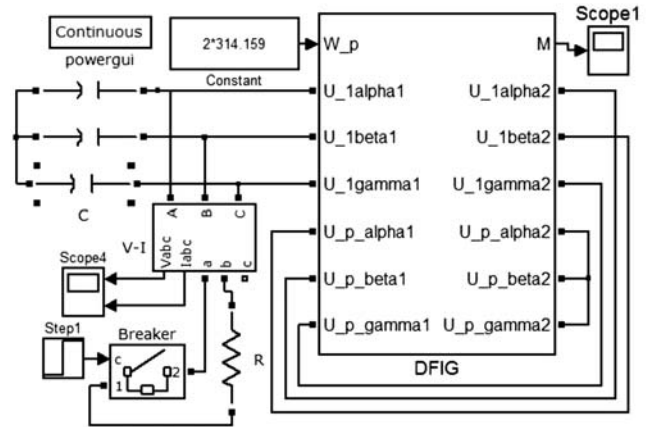 Continuous
powergui
2*314.159
Constant
Scope1
W_p
M
U_1alpha1
U_1alpha2
U_1beta1
U_1beta2
U_1gamma1
U_1gamma2
U_p_alpha1
U_p_alpha2
U_p_beta1
U_p_beta2
U_p_gamma1
U_p_gamma2
DFIG
C
A
B
C
V-I
Vabc
Iabc
a
b
c
Scope4
Step1
Breaker
c
1
2
R